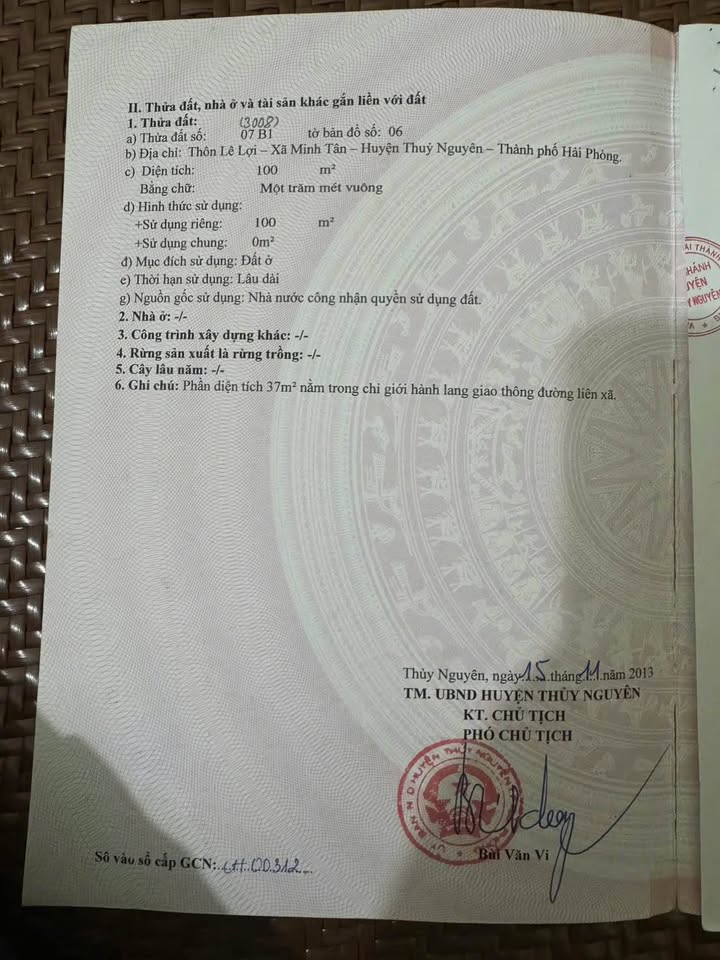 II. Thửa đất, nhà ở và tài sản khác gắn liền với đất
1. Thửa đất: (3008)
a) Thửa đất số: 07 B1 tờ bản đồ số: 06
b) Địa chỉ: Thôn Lê Lợi – Xã Minh Tân – Huyện Thuỷ Nguyên – Thành phố Hải Phòng.
c) Diện tích: 100 m²
Bằng chữ: Một trăm mét vuông
d) Hình thức sử dụng:
+Sử dụng riêng: 100 m²
+Sử dụng chung: 0m²
đ) Mục đích sử dụng: Đất ở
e) Thời hạn sử dụng: Lâu dài
g) Nguồn gốc sử dụng: Nhà nước công nhận quyền sử dụng đất.
2. Nhà ở: -/-
3. Công trình xây dựng khác: -/-
4. Rừng sản xuất là rừng trồng: -/-
5. Cây lâu năm: -/-
6. Ghi chú: Phần diện tích 37m² nằm trong chỉ giới hành lang giao thông đường liên xã.
Thủy Nguyên, ngày 15 tháng 11 năm 2013
TM. UBND HUYỆN THỦY NGUYÊN
KT. CHỦ TỊCH
PHÓ CHỦ TỊCH
HUYỆN THỦY NGUYÊN
Bùi Văn Vi
Số vào sổ cấp GCN: CH.00312